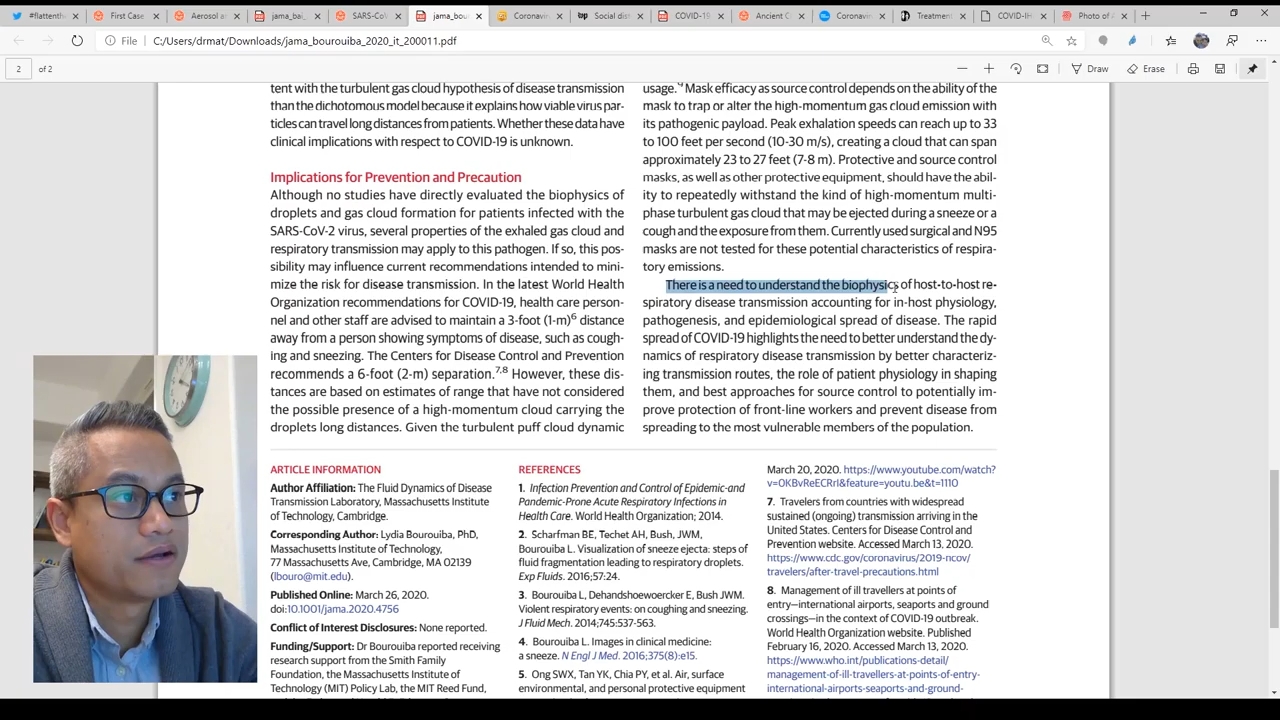 #flattenthe
First Case
Aerosol an
jama_bai_
SARS-CoV
jama_bou
Coronavir
Social dis
COVID-19
Ancient C
Coronavir
Treatment
COVID-IH
Photo of A
File
C:/Users/drmat/Downloads/jama_bourouiba_2020_it_200011.pdf
2 of 2
Draw
Erase
tent with the turbulent gas cloud hypothesis of disease transmission
than the dichotomous model because it explains how viable virus par-
ticles can travel long distances from patients. Whether these data have
clinical implications with respect to COVID-19 is unknown.
Implications for Prevention and Precaution
Although no studies have directly evaluated the biophysics of
droplets and gas cloud formation for patients infected with the
SARS-CoV-2 virus, several properties of the exhaled gas cloud and
respiratory transmission may apply to this pathogen. If so, this pos-
sibility may influence current recommendations intended to mini-
mize the risk for disease transmission. In the latest World Health
Organization recommendations for COVID-19, health care person-
nel and other staff are advised to maintain a 3-foot (1-m)6 distance
away from a person showing symptoms of disease, such as cough-
ing and sneezing. The Centers for Disease Control and Prevention
recommends a 6-foot (2-m) separation.7,8 However, these dis-
tances are based on estimates of range that have not considered
the possible presence of a high-momentum cloud carrying the
droplets long distances. Given the turbulent puff cloud dynamic
usage.4 Mask efficacy as source control depends on the ability of the
mask to trap or alter the high-momentum gas cloud emission with
its pathogenic payload. Peak exhalation speeds can reach up to 33
to 100 feet per second (10-30 m/s), creating a cloud that can span
approximately 23 to 27 feet (7-8 m). Protective and source control
masks, as well as other protective equipment, should have the abil-
ity to repeatedly withstand the kind of high-momentum multi-
phase turbulent gas cloud that may be ejected during a sneeze or a
cough and the exposure from them. Currently used surgical and N95
masks are not tested for these potential characteristics of respira-
tory emissions.
There is a need to understand the biophysics of host-to-host re-
spiratory disease transmission accounting for in-host physiology,
pathogenesis, and epidemiological spread of disease. The rapid
spread of COVID-19 highlights the need to better understand the dy-
namics of respiratory disease transmission by better characteriz-
ing transmission routes, the role of patient physiology in shaping
them, and best approaches for source control to potentially im-
prove protection of front-line workers and prevent disease from
spreading to the most vulnerable members of the population.
ARTICLE INFORMATION
Author Affiliation: The Fluid Dynamics of Disease
Transmission Laboratory, Massachusetts Institute
of Technology, Cambridge.
Corresponding Author: Lydia Bourouiba, PhD,
Massachusetts Institute of Technology,
77 Massachusetts Ave, Cambridge, MA 02139
(lbouro@mit.edu).
Published Online: March 26, 2020.
doi:10.1001/jama.2020.4756
Conflict of Interest Disclosures: None reported.
Funding/Support: Dr Bourouiba reported receiving
research support from the Smith Family
Foundation, the Massachusetts Institute of
Technology (MIT) Policy Lab, the MIT Reed Fund,
REFERENCES
1. Infection Prevention and Control of Epidemic-and
Pandemic-Prone Acute Respiratory Infections in
Health Care. World Health Organization; 2014.
2. Scharfman BE, Techet AH, Bush, JWM,
Bourouiba L. Visualization of sneeze ejecta: steps of
fluid fragmentation leading to respiratory droplets.
Exp Fluids. 2016;57:24.
3. Bourouiba L, Dehandshoewoercker E, Bush JWM.
Violent respiratory events: on coughing and sneezing.
J Fluid Mech. 2014;745:537-563.
4. Bourouiba L. Images in clinical medicine:
a sneeze. N Engl J Med. 2016;375(8):e15.
5. Ong SWX, Tan YK, Chia PY, et al. Air, surface
environmental, and personal protective equipment
March 20, 2020. https://www.youtube.com/watch?
v=0KBvReECRrI&feature=youtu.be&t=1110
7. Travelers from countries with widespread
sustained (ongoing) transmission arriving in the
United States. Centers for Disease Control and
Prevention website. Accessed March 13, 2020.
https://www.cdc.gov/coronavirus/2019-ncov/
travelers/after-travel-precautions.html
8. Management of ill travellers at points of
entry—international airports, seaports and ground
crossings—in the context of COVID-19 outbreak.
World Health Organization website. Published
February 16, 2020. Accessed March 13, 2020.
https://www.who.int/publications-detail/
management-of-ill-travellers-at-points-of-entry-
international-airports-seaports-and-ground-